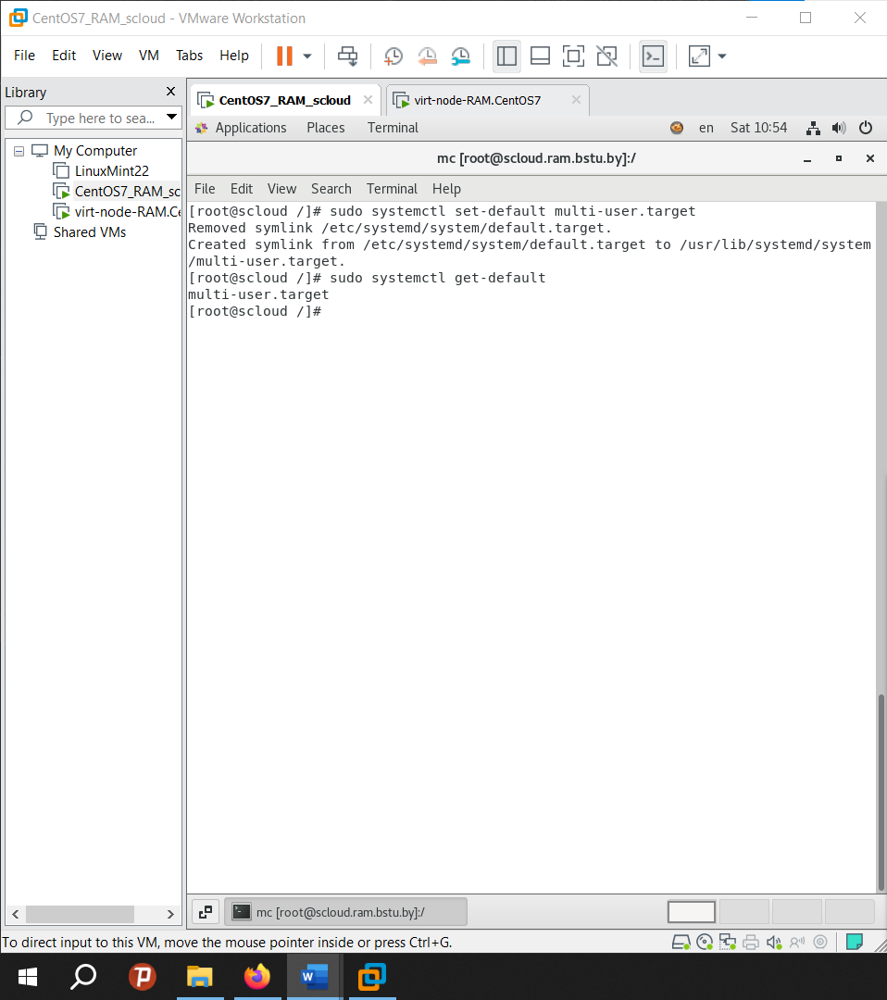 CentOS7_RAM_scloud - VMware Workstation
File Edit View VM Tabs Help
Library
Type here to sea...
My Computer
LinuxMint22
CentOS7_RAM_sc
virt-node-RAM.Ce
Shared VMs
CentOS7_RAM_scloud
virt-node-RAM.CentOS7
Applications Places Terminal
en Sat 10:54
mc [root@scloud.ram.bstu.by]:/
File Edit View Search Terminal Help
[root@scloud /]# sudo systemctl set-default multi-user.target
Removed symlink /etc/systemd/system/default.target.
Created symlink from /etc/systemd/system/default.target to /usr/lib/systemd/system
/multi-user.target.
[root@scloud /]# sudo systemctl get-default
multi-user.target
[root@scloud /]#
mc [root@scloud.ram.bstu.by]:/
To direct input to this VM, move the mouse pointer inside or press Ctrl+G.